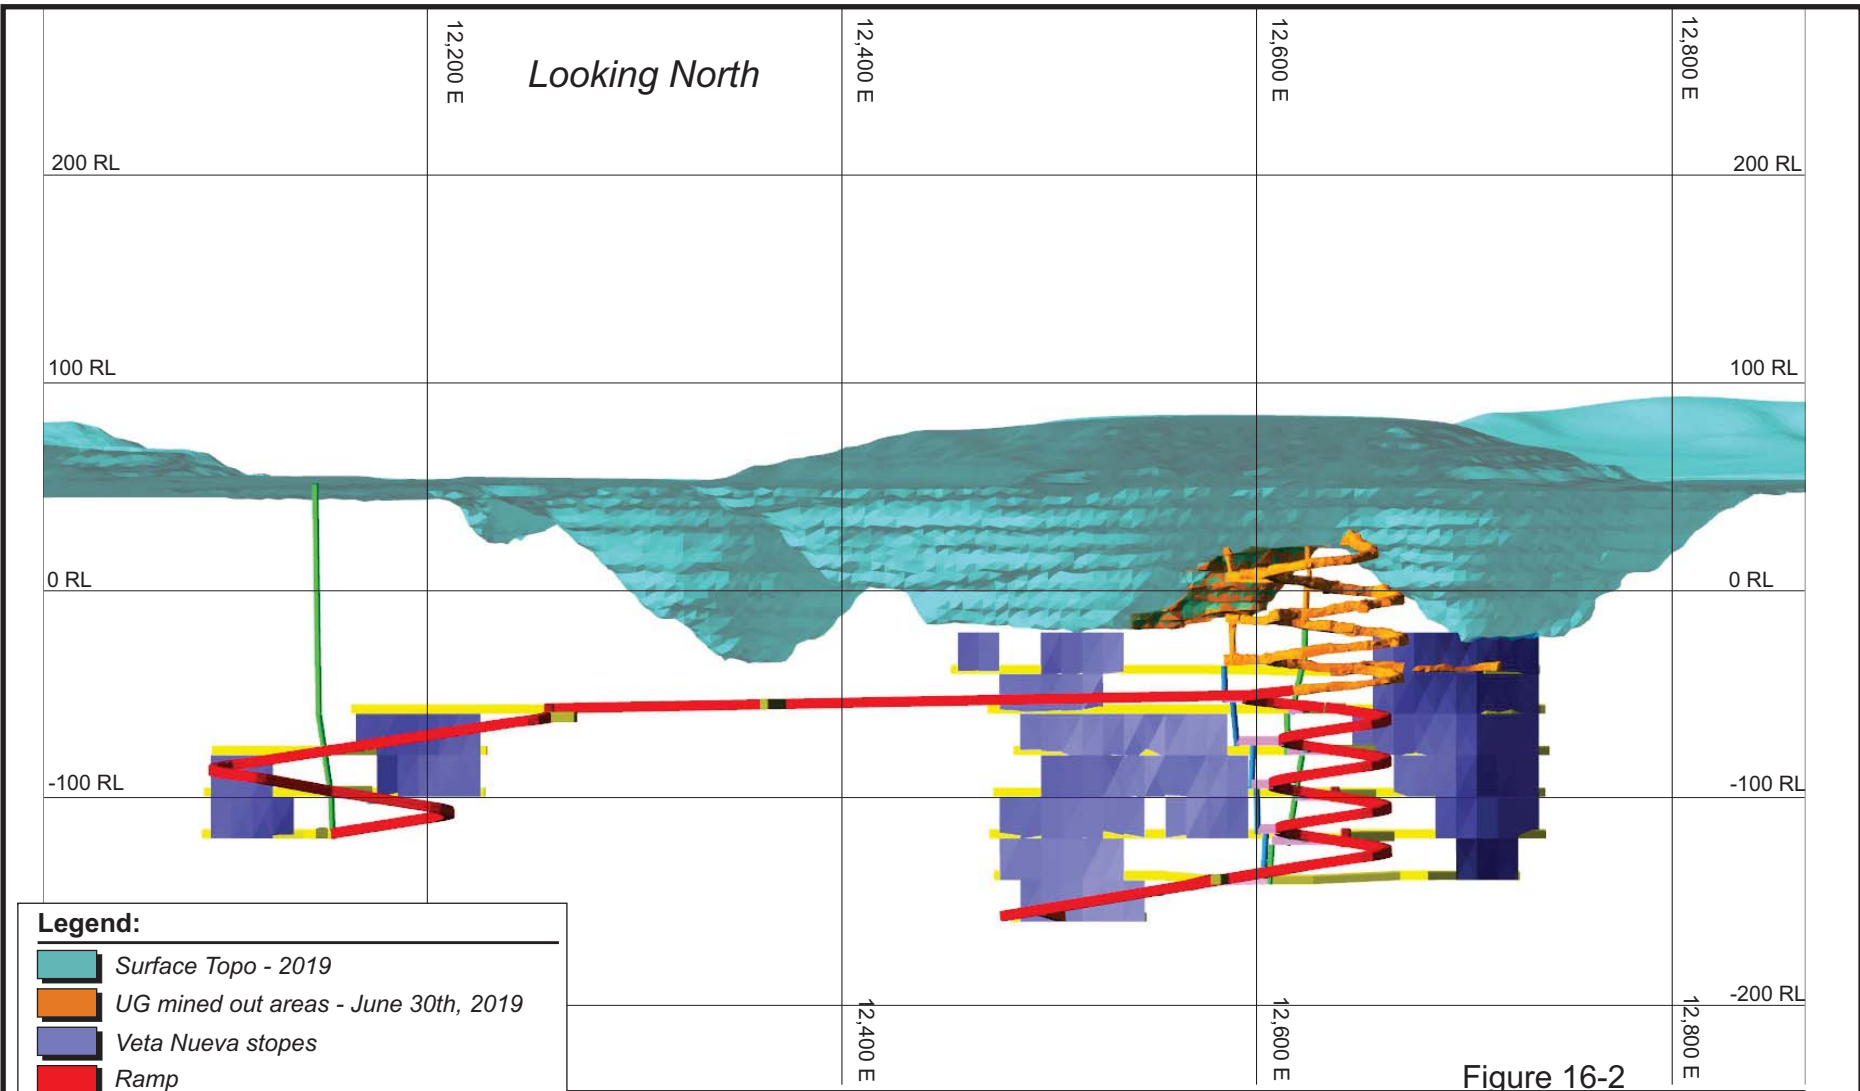 12,200 E
12,400 E
12,600 E
12,800 E
Looking North
200 RL
200 RL
100 RL
100 RL
0 RL
0 RL
-100 RL
-100 RL
-200 RL
12,400 E
12,600 E
12,800 E
Legend:
Surface Topo - 2019
UG mined out areas - June 30th, 2019
Veta Nueva stopes
Ramp
Figure 16-2